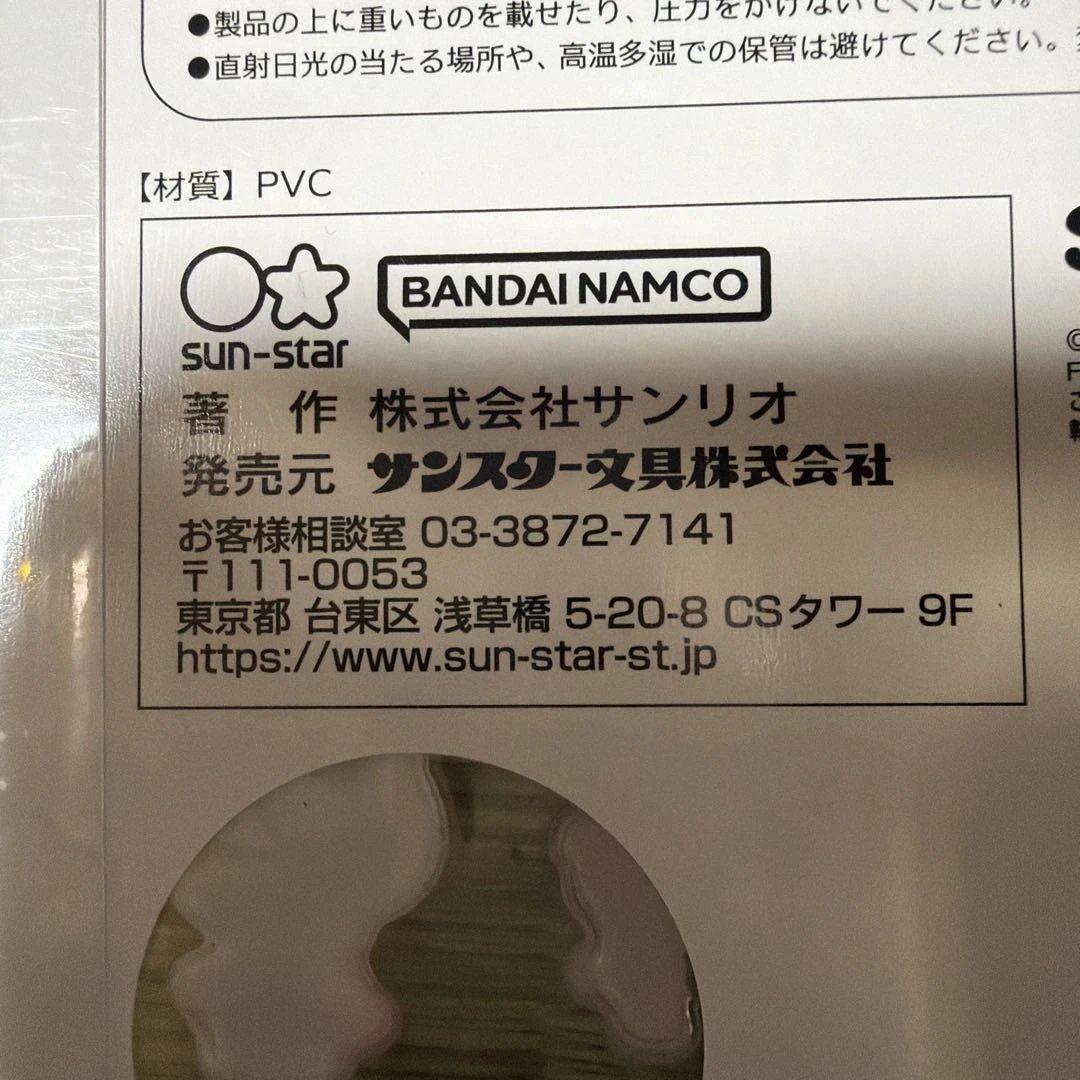 ●製品の上に重いものを載せたり、圧力をかけないでください。
●直射日光の当たる場所や、高温多湿での保管は避けてください。
【材質】PVC
sun-star
BANDAI NAMCO
著 作 株式会社サンリオ
発売元 サンスター文具株式会社
お客様相談室 03-3872-7141
〒111-0053
東京都 台東区 浅草橋 5-20-8 CSタワー 9F
https://www.sun-star-st.jp